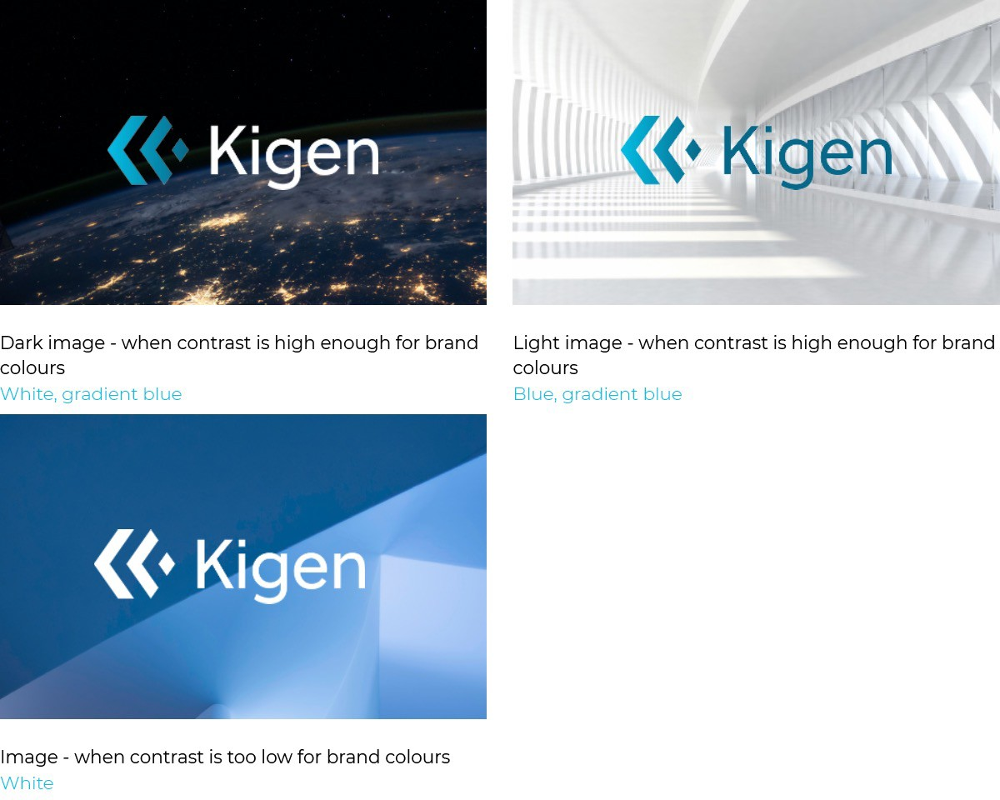 Kigen
Kigen
Dark image - when contrast is high enough for brand
colours
White, gradient blue
Light image - when contrast is high enough for brand
colours
Blue, gradient blue
Kigen
Image - when contrast is too low for brand colours
White